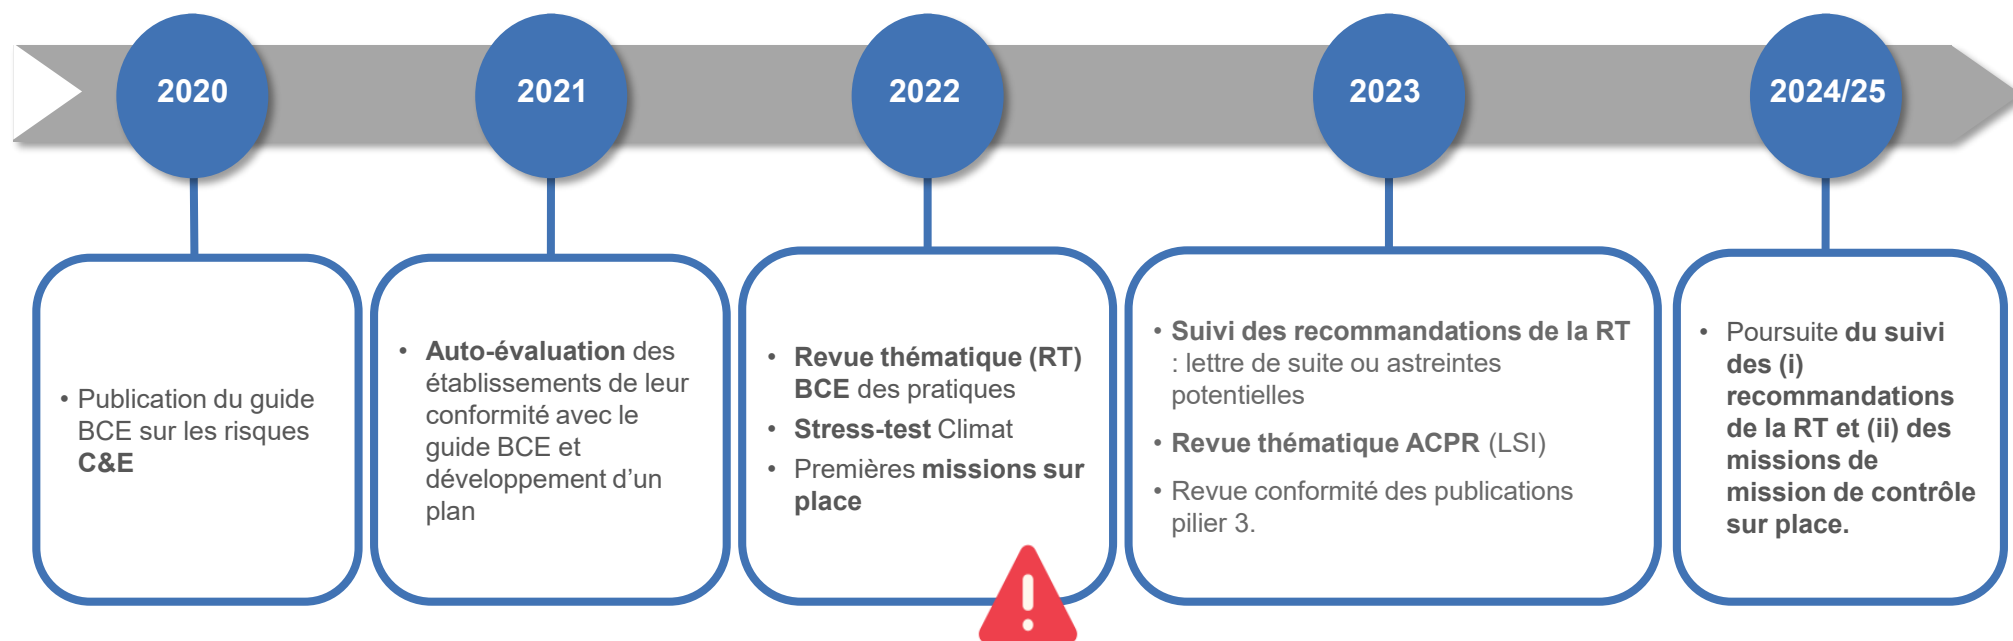 2020
2021
2022
2023
2024/25
• Publication du guide
BCE sur les risques
C&E
• Auto-évaluation des
établissements de leur
conformité avec le
guide BCE et
développement d’un
plan
• Revue thématique (RT)
BCE des pratiques
• Stress-test Climat
• Premières missions sur
place
• Suivi des recommandations de la RT
: lettre de suite ou astreintes
potentielles
• Revue thématique ACPR (LSI)
• Revue conformité des publications
pilier 3.
• Poursuite du suivi
des (i)
recommandations
de la RT et (ii) des
missions de
mission de contrôle
sur place.